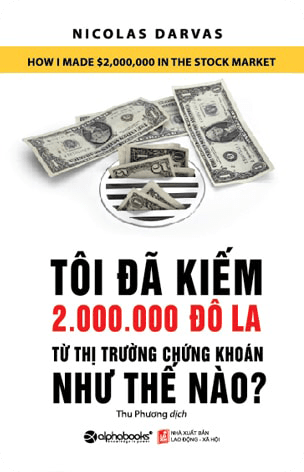 NICOLAS DARVAS
HOW I MADE $2,000,000 IN THE STOCK MARKET
TÔI ĐÃ KIẾM
2.000.000 ĐÔ LA
TỪ THỊ TRƯỜNG CHỨNG KHOÁN
NHƯ THẾ NÀO?
Thu Phương dịch
alphabooks
NHÀ XUẤT BẢN
LAO ĐỘNG - XÃ HỘI